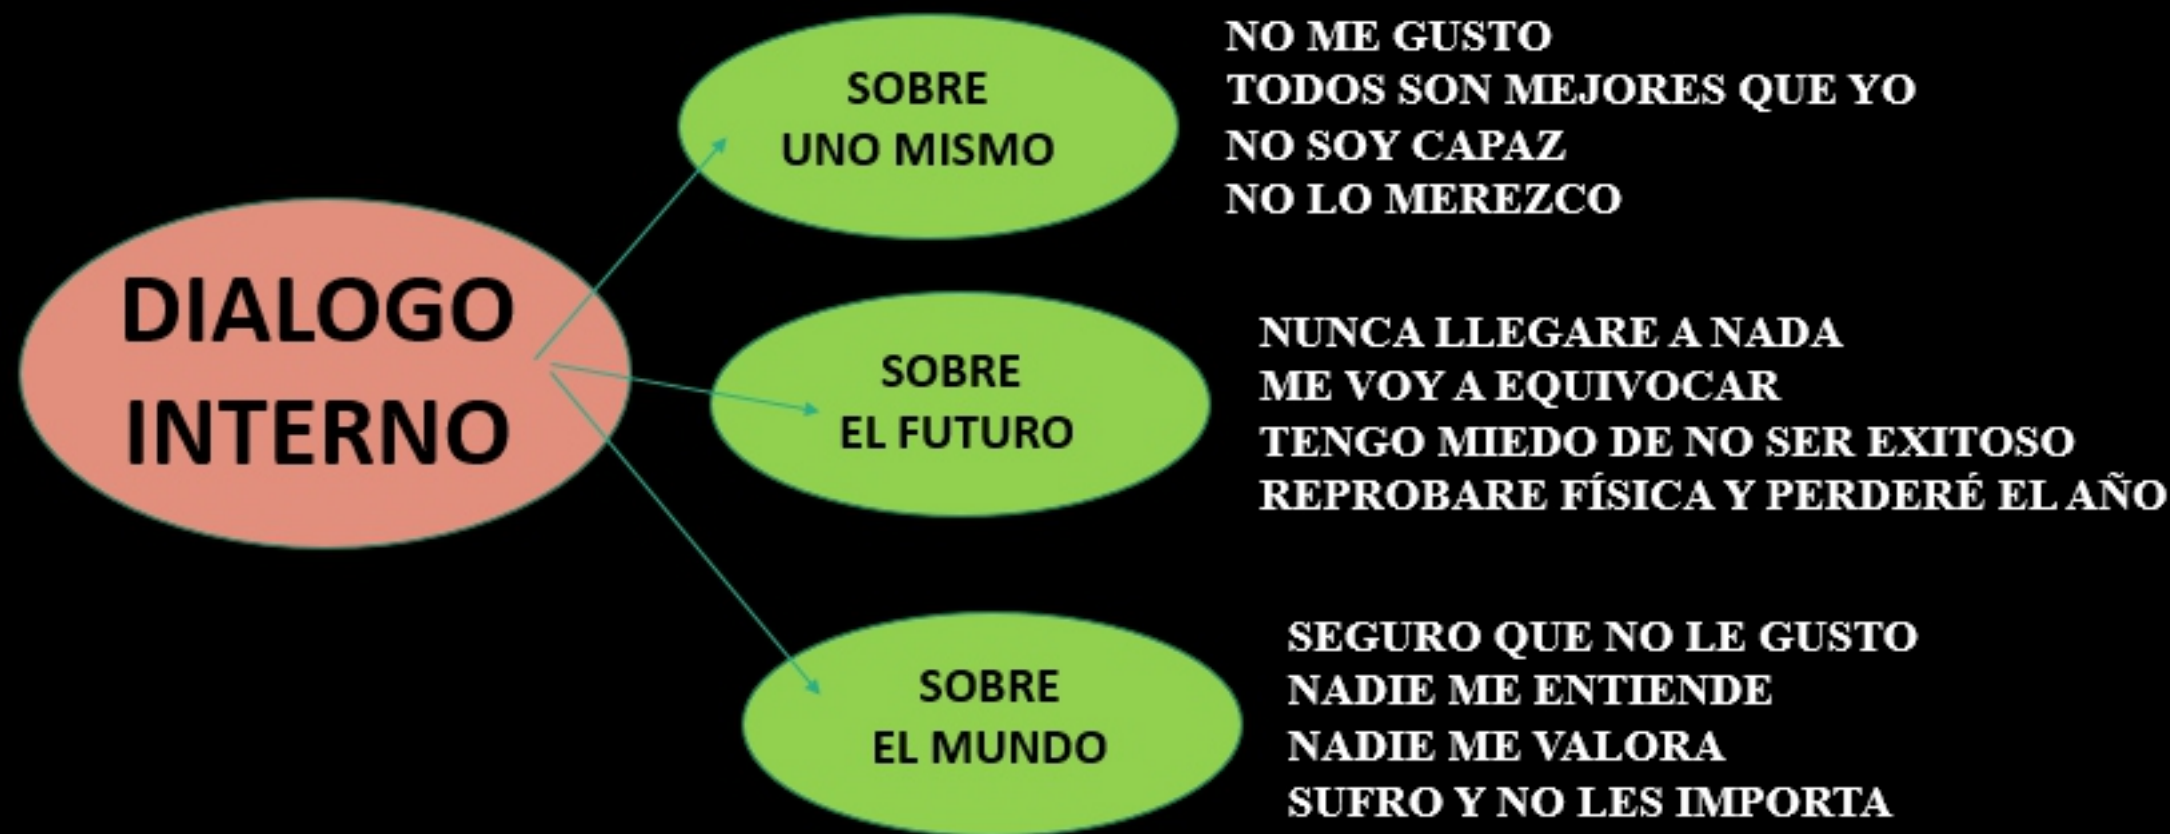 DIALOGO
INTERNO
SOBRE
UNO MISMO
NO ME GUSTO
TODOS SON MEJORES QUE YO
NO SOY CAPAZ
NO LO MEREZCO
SOBRE
EL FUTURO
NUNCA LLEGARE A NADA
ME VOY A EQUIVOCAR
TENGO MIEDO DE NO SER EXITOSO
REPROBARE FÍSICA Y PERDERÉ EL AÑO
SOBRE
EL MUNDO
SEGURO QUE NO LE GUSTO
NADIE ME ENTIENDE
NADIE ME VALORA
SUFRO Y NO LES IMPORTA